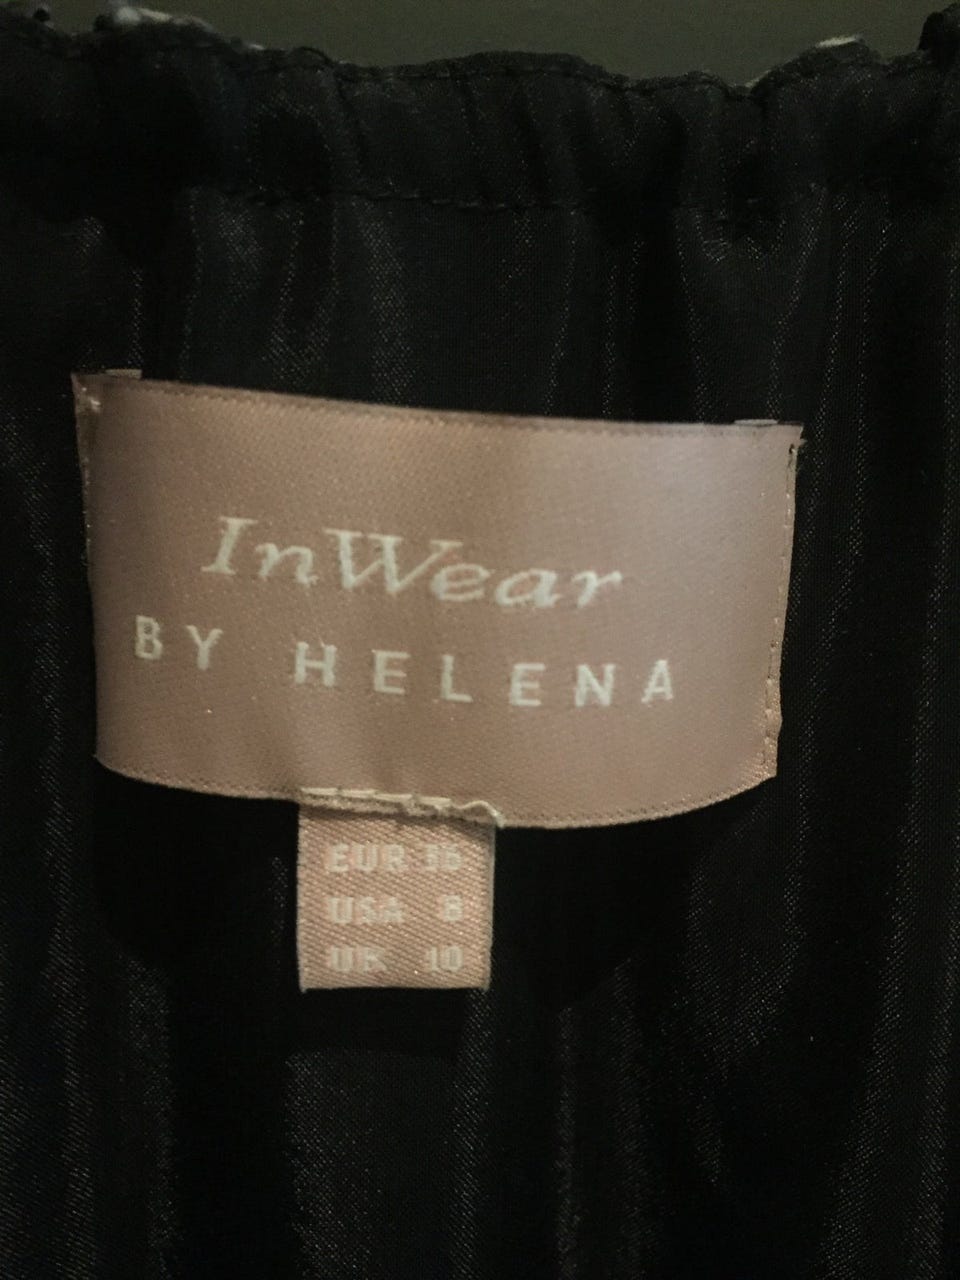 InWear
BY HELENA
EUR 36
USA 8
UK 10